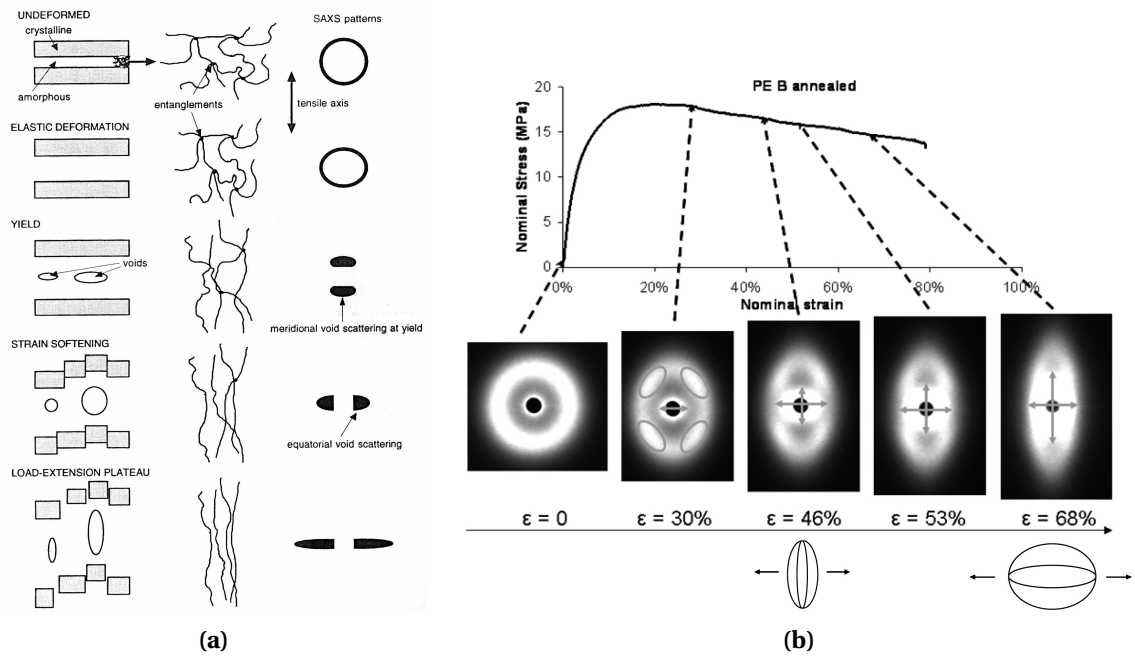 UNDEFORMED
crystalline
amorphous
entanglements
SAXS patterns
tensile axis
ELASTIC DEFORMATION
YIELD
voids
meridional void scattering at yield
STRAIN SOFTENING
equatorial void scattering
LOAD-EXTENSION PLATEAU
(a)
PE B annealed
Nominal Stress (MPa)
20
15
10
5
0
0%
20%
40%
60%
80%
100%
Nominal strain
ε = 0
ε = 30%
ε = 46%
ε = 53%
ε = 68%
(b)